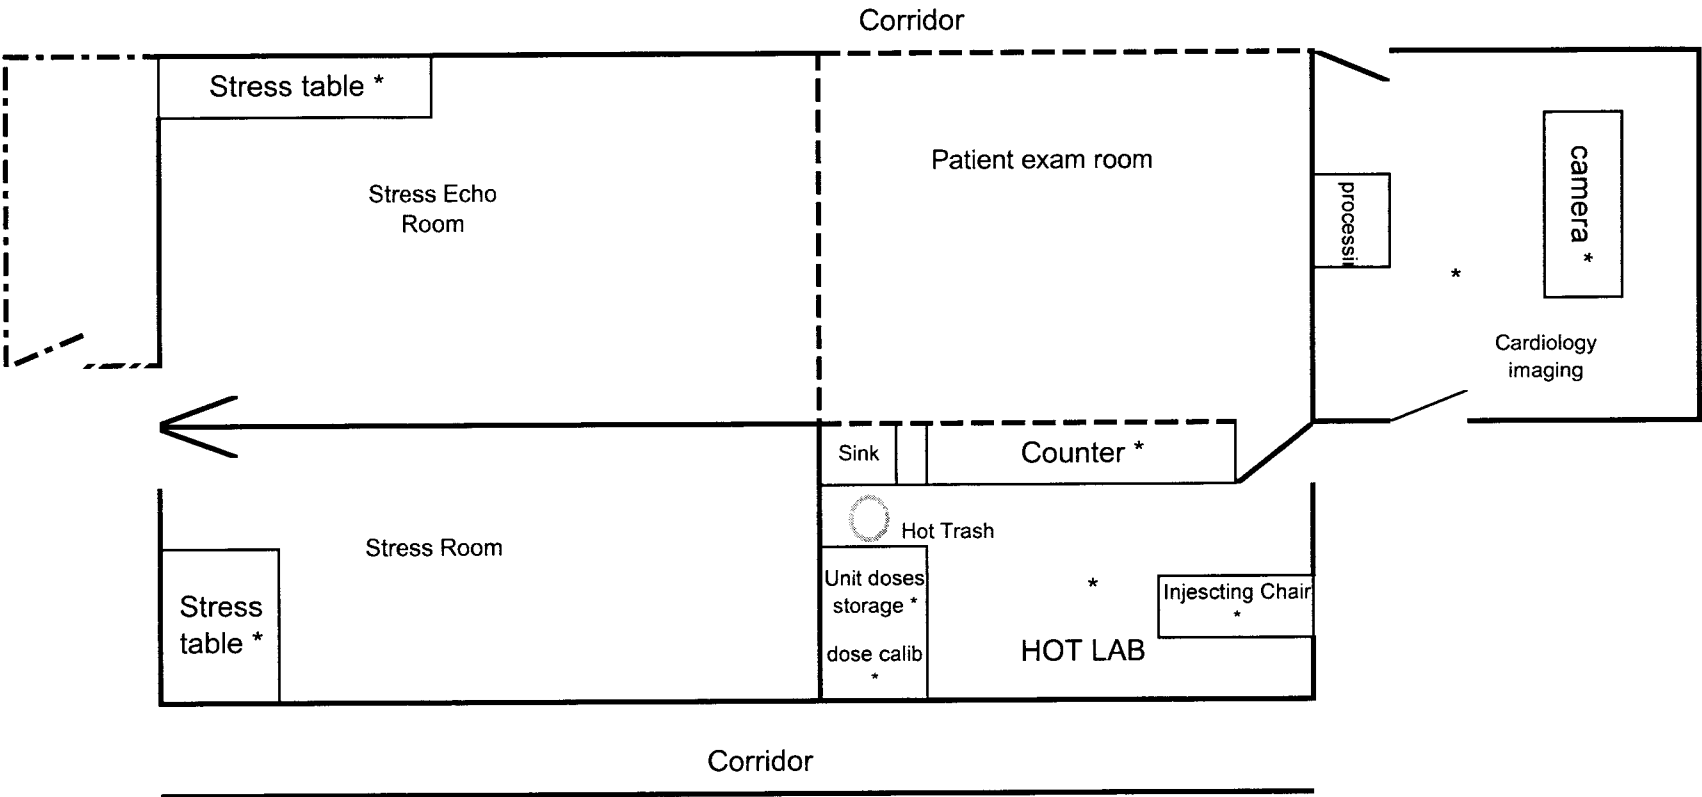 Corridor
Stress table *
Stress Echo
Room
Patient exam room
processi
camera *
*
Cardiology
imaging
Sink
Counter *
Hot Trash
Stress Room
Stress
table *
Unit doses
storage *
dose calib
*
*
Injescting Chair
*
HOT LAB
Corridor